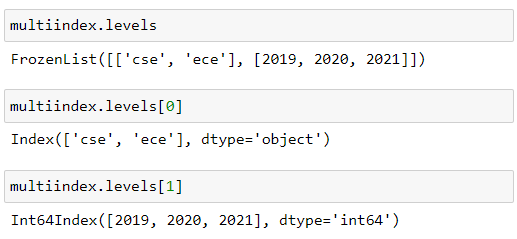 multiindex.levels
FrozenList([['cse', 'ece'], [2019, 2020, 2021]])
multiindex.levels[0]
Index(['cse', 'ece'], dtype='object')
multiindex.levels[1]
Int64Index([2019, 2020, 2021], dtype='int64')